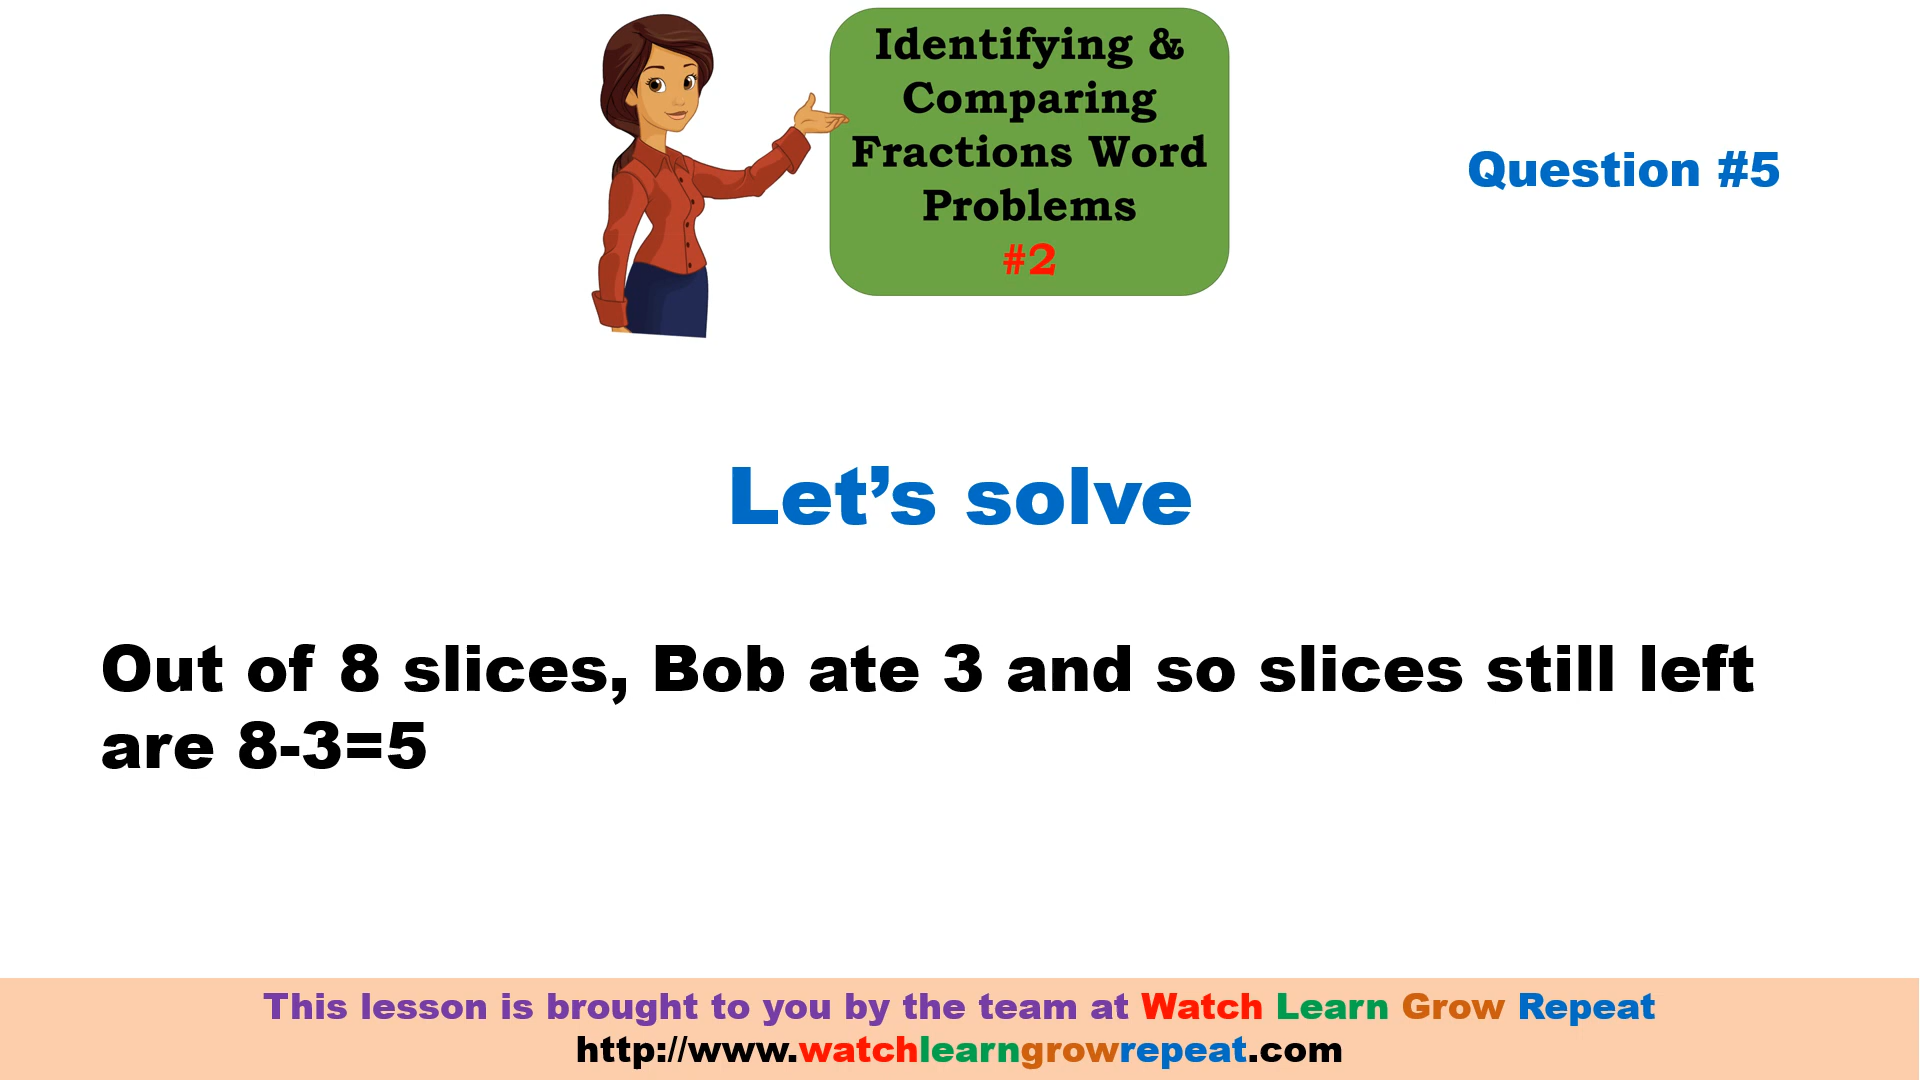 Identifying &
Comparing
Fractions Word
Problems
#2
Question #5
Let’s solve
Out of 8 slices, Bob ate 3 and so slices still left
are 8-3=5
This lesson is brought to you by the team at Watch Learn Grow Repeat
http://www.watchlearngrowrepeat.com